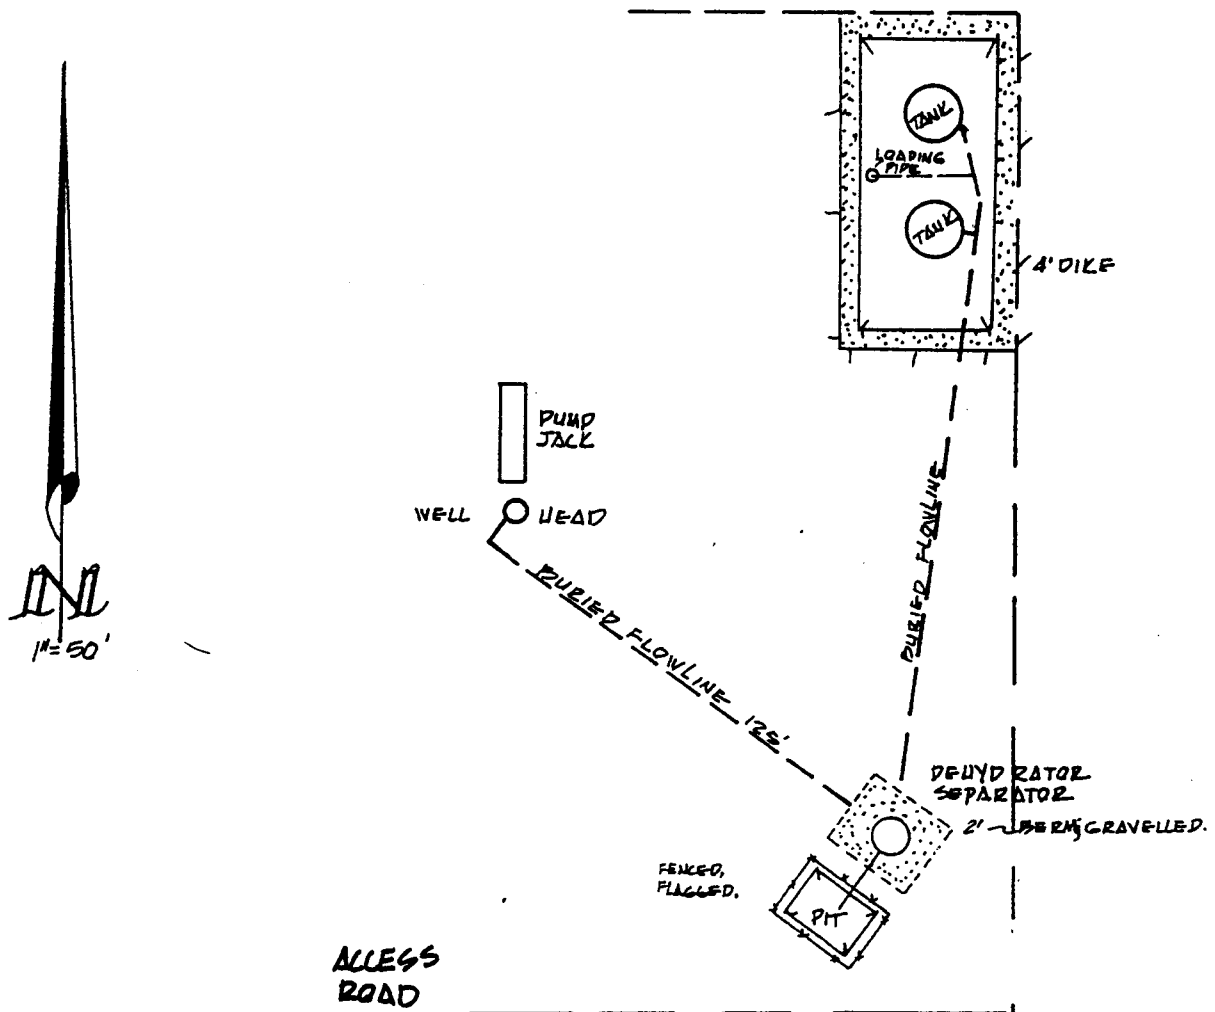 TANK
LOADING
PIPE
TANK
4' DIKE
PUMP
JACK
WELL HEAD
BURIED FLOWLINE
BURIED FLOWLINE 125'
N
1"= 50'
DEHYDRATOR
SEPARATOR
2' BERM, GRAVELLED.
FENCED,
FLAGGED.
PIT
ACCESS
ROAD